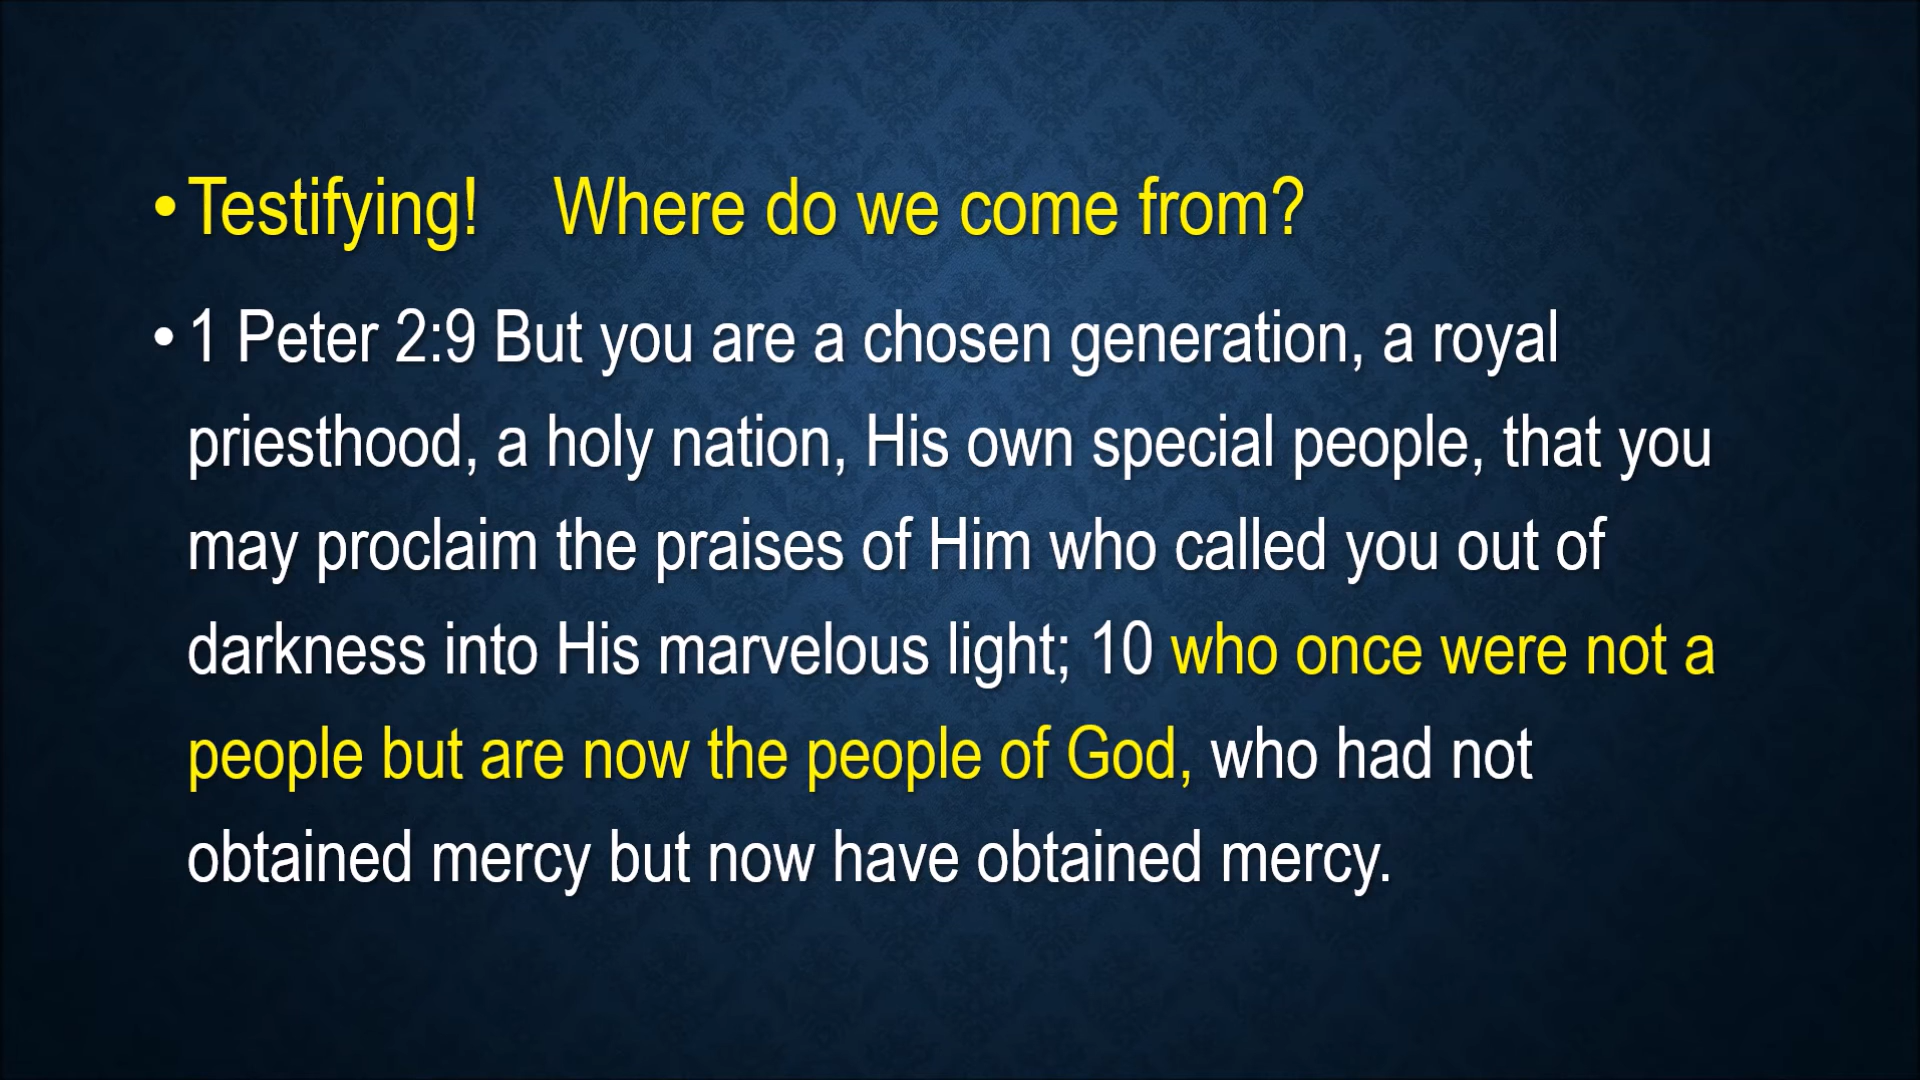 • Testifying!    Where do we come from?
• 1 Peter 2:9 But you are a chosen generation, a royal
priesthood, a holy nation, His own special people, that you
may proclaim the praises of Him who called you out of
darkness into His marvelous light; 10 who once were not a
people but are now the people of God, who had not
obtained mercy but now have obtained mercy.